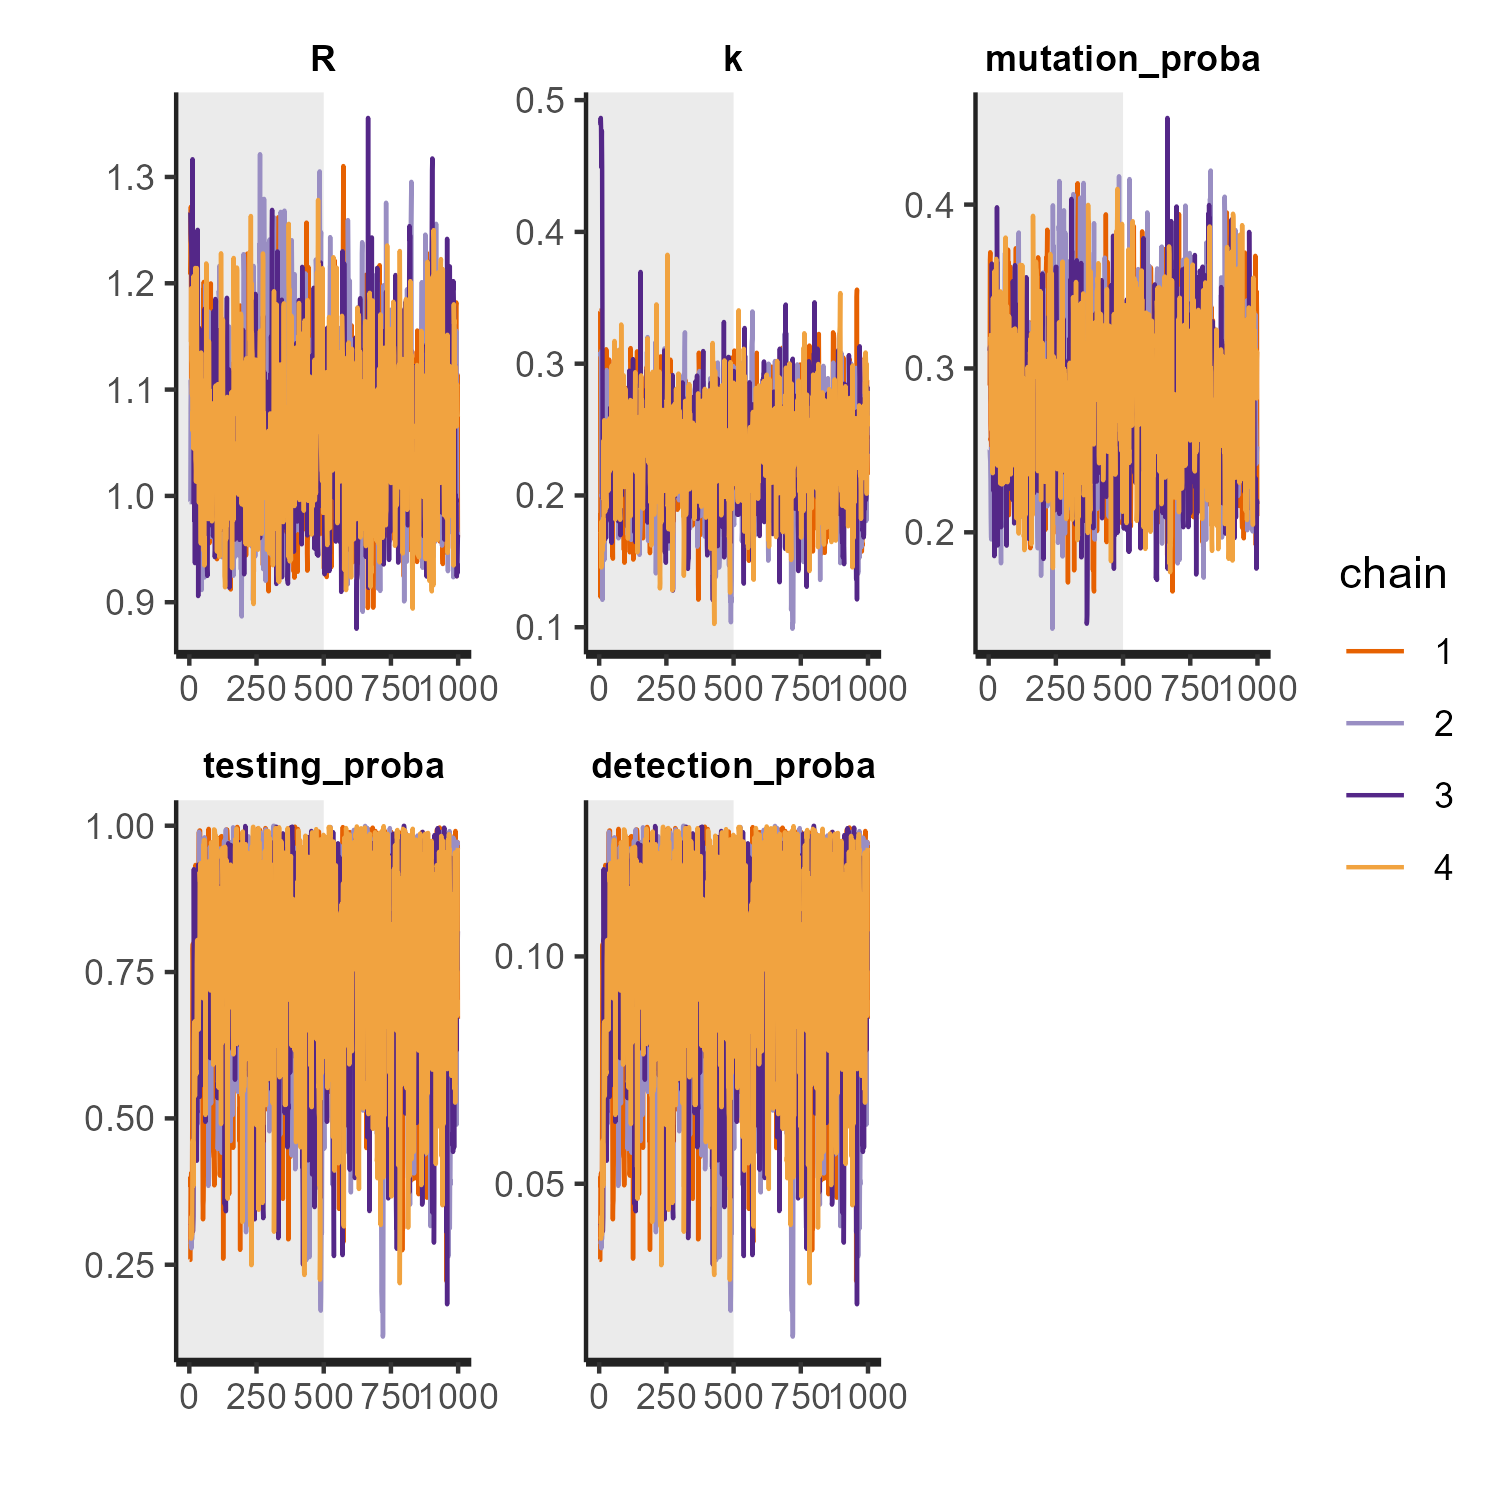 R k mutation_proba
0.5
1.3 0.4 0.4
1.2
1.1 0.3 0.3
1.0 0.2 0.2
0.9 0.1
0 250 500 750 1000 0 250 500 750 1000 0 250 500 750 1000
testing_proba detection_proba
1.00
0.75 0.10
0.50
0.05
0.25
0 250 500 750 1000 0 250 500 750 1000
chain
1
2
3
4